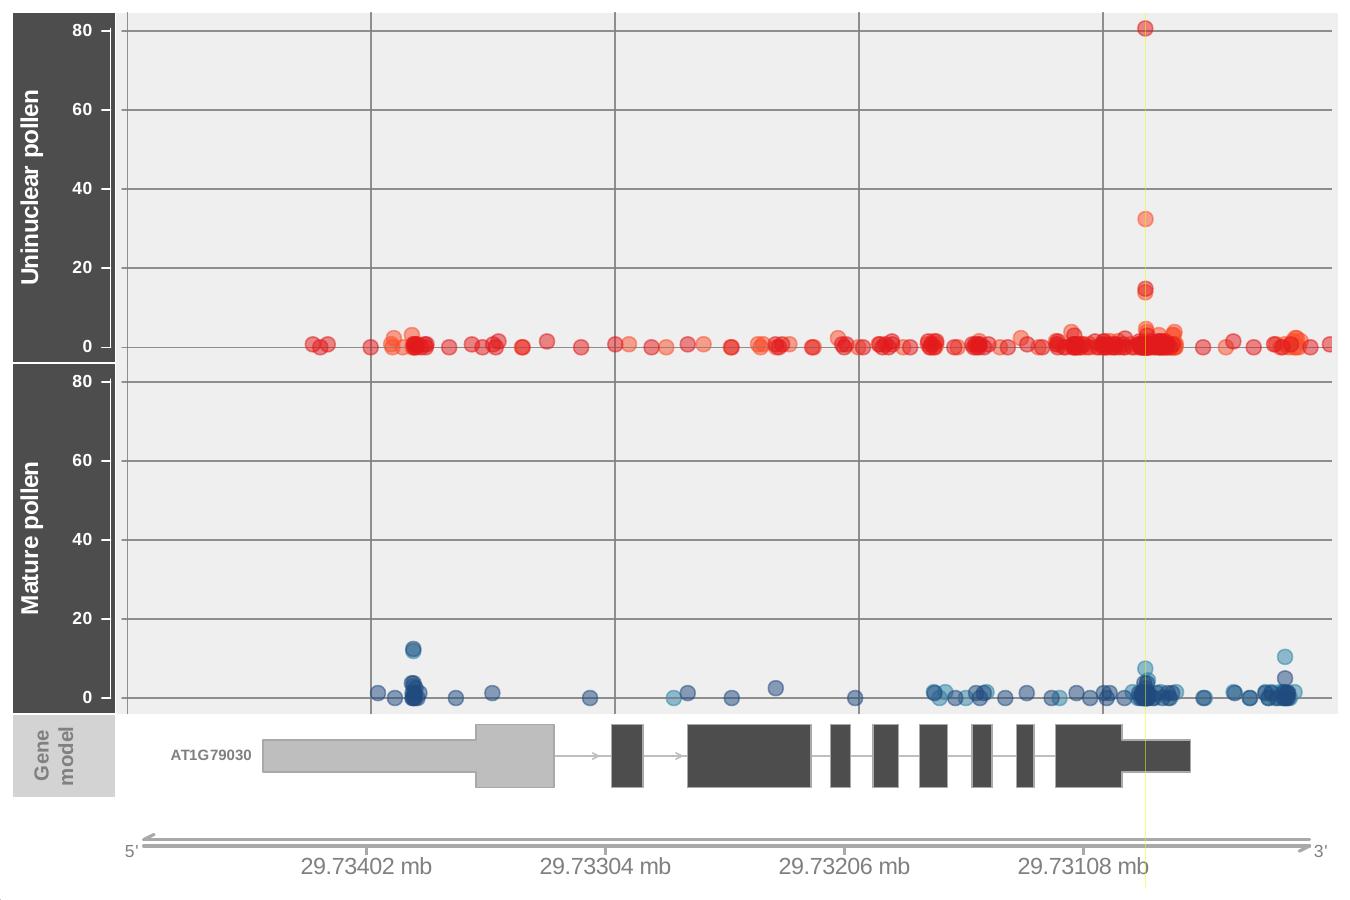 Uninuclear pollen
80
60
40
20
0
Mature pollen
80
60
40
20
0
Gene
model
AT1G79030
5'
3'
29.73402 mb
29.73304 mb
29.73206 mb
29.73108 mb